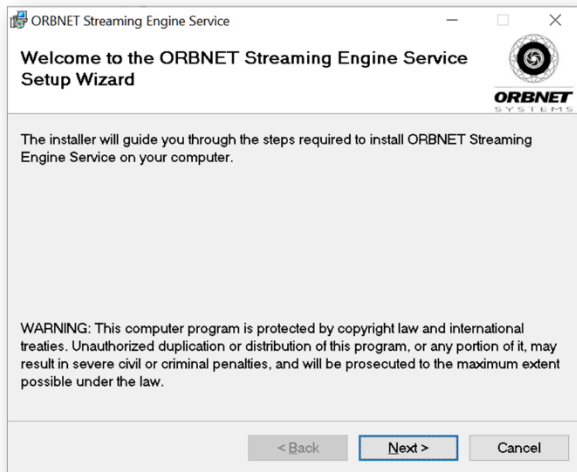 ORBNET Streaming Engine Service
Welcome to the ORBNET Streaming Engine Service
Setup Wizard
ORBNET
SYSTEMS
The installer will guide you through the steps required to install ORBNET Streaming
Engine Service on your computer.
WARNING: This computer program is protected by copyright law and international
treaties. Unauthorized duplication or distribution of this program, or any portion of it, may
result in severe civil or criminal penalties, and will be prosecuted to the maximum extent
possible under the law.
< Back
Next >
Cancel